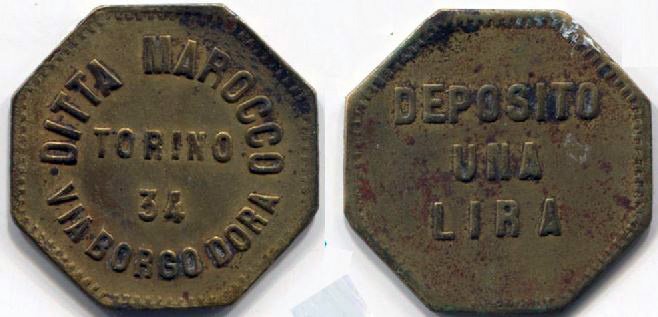 DITTA MAROCCO
TORINO
34
VIA BORGO DORA
DEPOSITO
UNA
LIRA